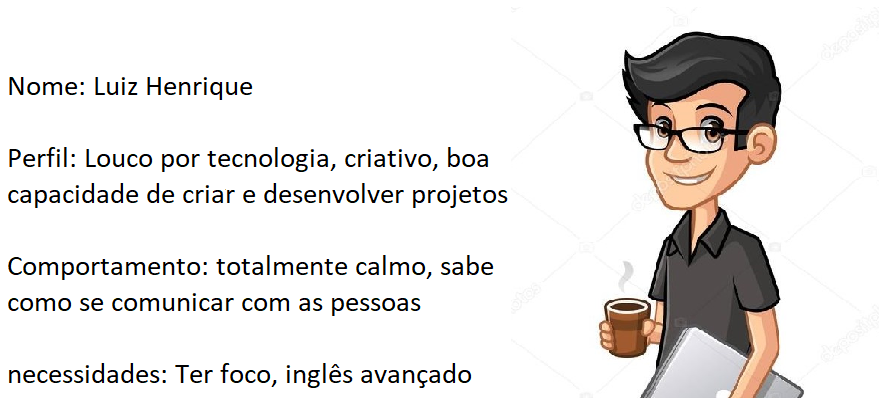 Nome: Luiz Henrique
Perfil: Louco por tecnologia, criativo, boa
capacidade de criar e desenvolver projetos
Comportamento: totalmente calmo, sabe
como se comunicar com as pessoas
necessidades: Ter foco, inglês avançado